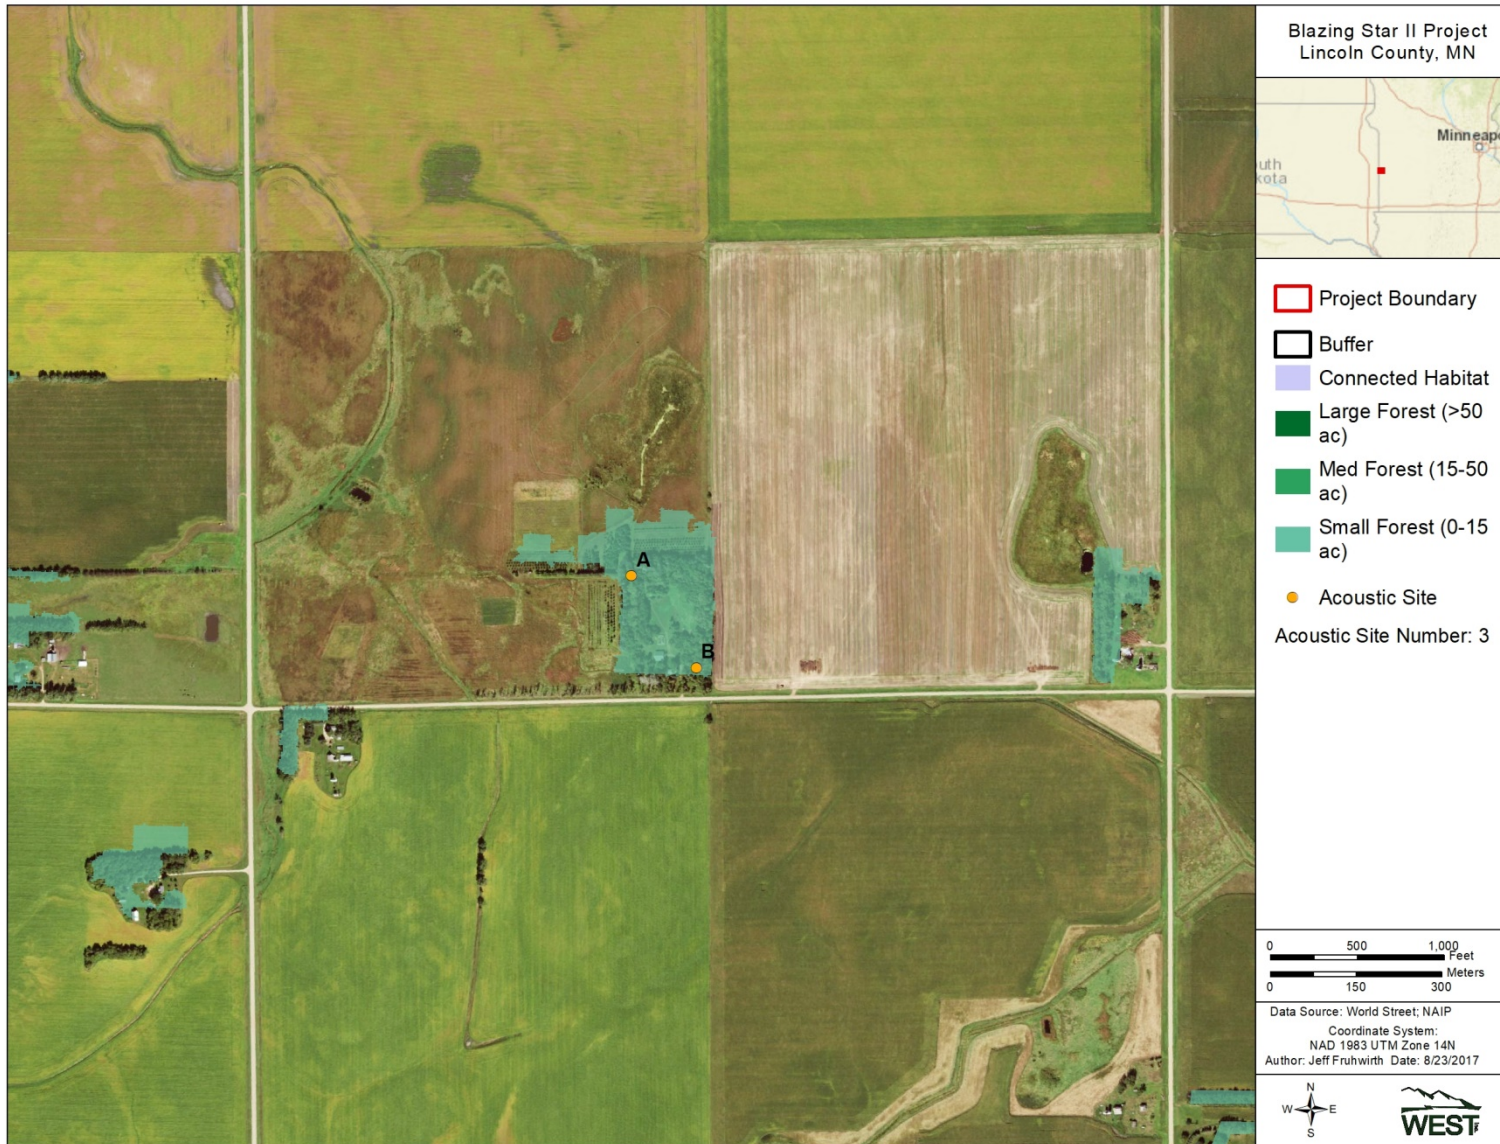 Blazing Star II Project
Lincoln County, MN
Minneap
uth
kota
Project Boundary
Buffer
Connected Habitat
Large Forest (>50
ac)
Med Forest (15-50
ac)
Small Forest (0-15
ac)
Acoustic Site
Acoustic Site Number: 3
A
B
0 500 1,000
Feet
Meters
0 150 300
Data Source: World Street; NAIP
Coordinate System:
NAD 1983 UTM Zone 14N
Author: Jeff Fruhwirth Date: 8/23/2017
N
W E
S
WEST